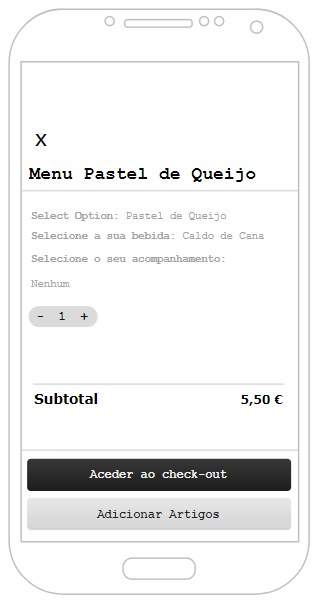 X
Menu Pastel de Queijo
Select Option: Pastel de Queijo
Selecione a sua bebida: Caldo de Cana
Selecione o seu acompanhamento:
Nenhum
- 1 +
Subtotal 5,50 €
Aceder ao check-out
Adicionar Artigos